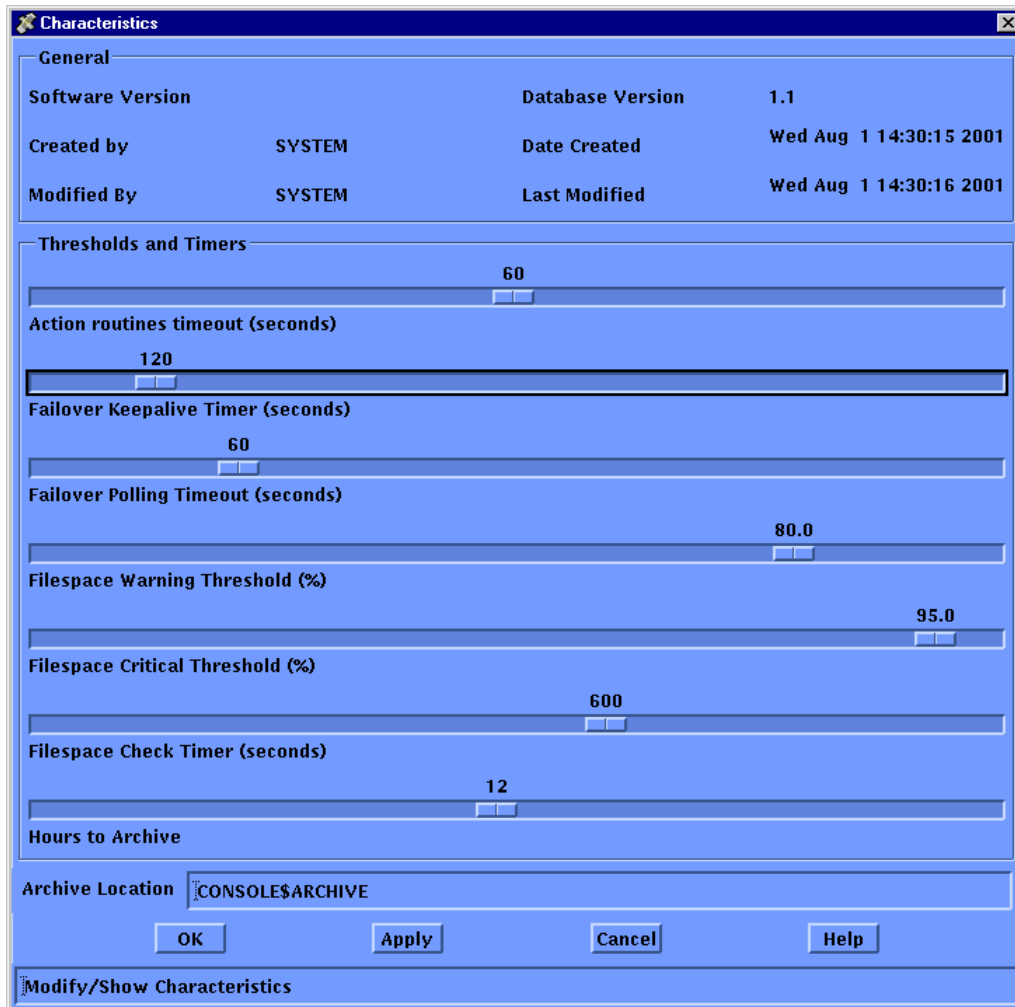 Characteristics
General
Software Version Database Version 1.1
Created by SYSTEM Date Created Wed Aug 1 14:30:15 2001
Modified By SYSTEM Last Modified Wed Aug 1 14:30:16 2001
Thresholds and Timers
60
Action routines timeout (seconds)
120
Failover Keepalive Timer (seconds)
60
Failover Polling Timeout (seconds)
80.0
Filespace Warning Threshold (%)
95.0
Filespace Critical Threshold (%)
600
Filespace Check Timer (seconds)
12
Hours to Archive
Archive Location CONSOLE$ARCHIVE
OK Apply Cancel Help
Modify/Show Characteristics